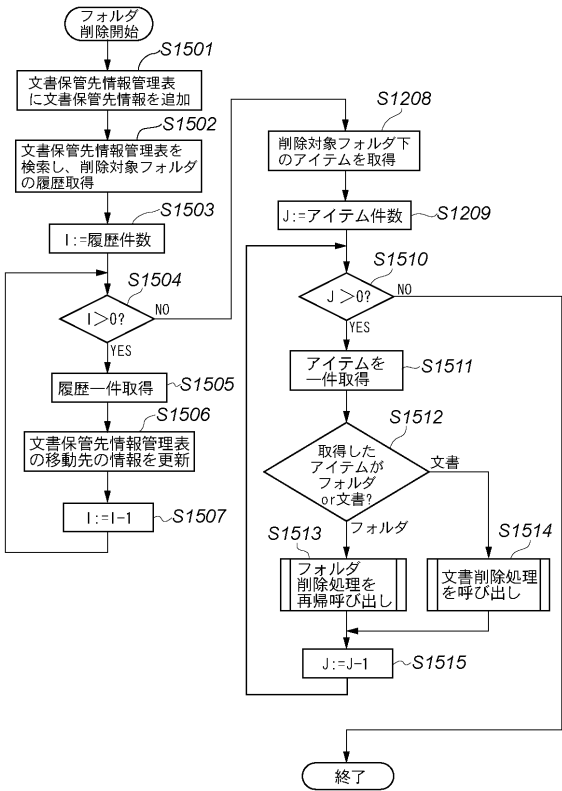 フォルダ
削除開始
S1501
文書保管先情報管理表
に文書保管先情報を追加
S1502
文書保管先情報管理表を
検索し、削除対象フォルダ
の履歴取得
S1503
I:=履歴件数
S1504
I>0?
NO
YES
S1505
履歴一件取得
S1506
文書保管先情報管理表
の移動先の情報を更新
I:=I-1
S1507
S1208
削除対象フォルダ下
のアイテムを取得
J:=アイテム件数
S1209
S1510
J>0?
NO
YES
アイテムを
一件取得
S1511
S1512
取得した
アイテムが
フォルダ
or文書?
文書
フォルダ
S1513
フォルダ
削除処理を
再帰呼び出し
S1514
文書削除処理
を呼び出し
J:=J-1
S1515
終了